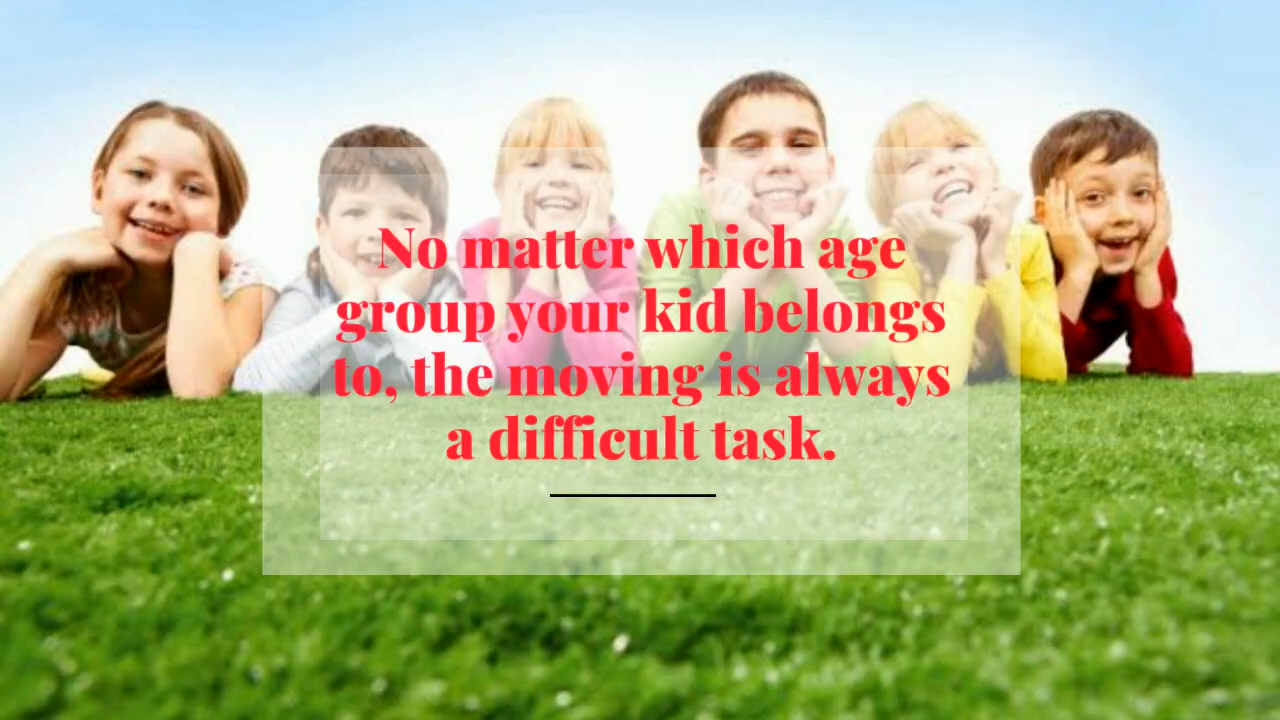 No matter which age
group your kid belongs
to, the moving is always
a difficult task.